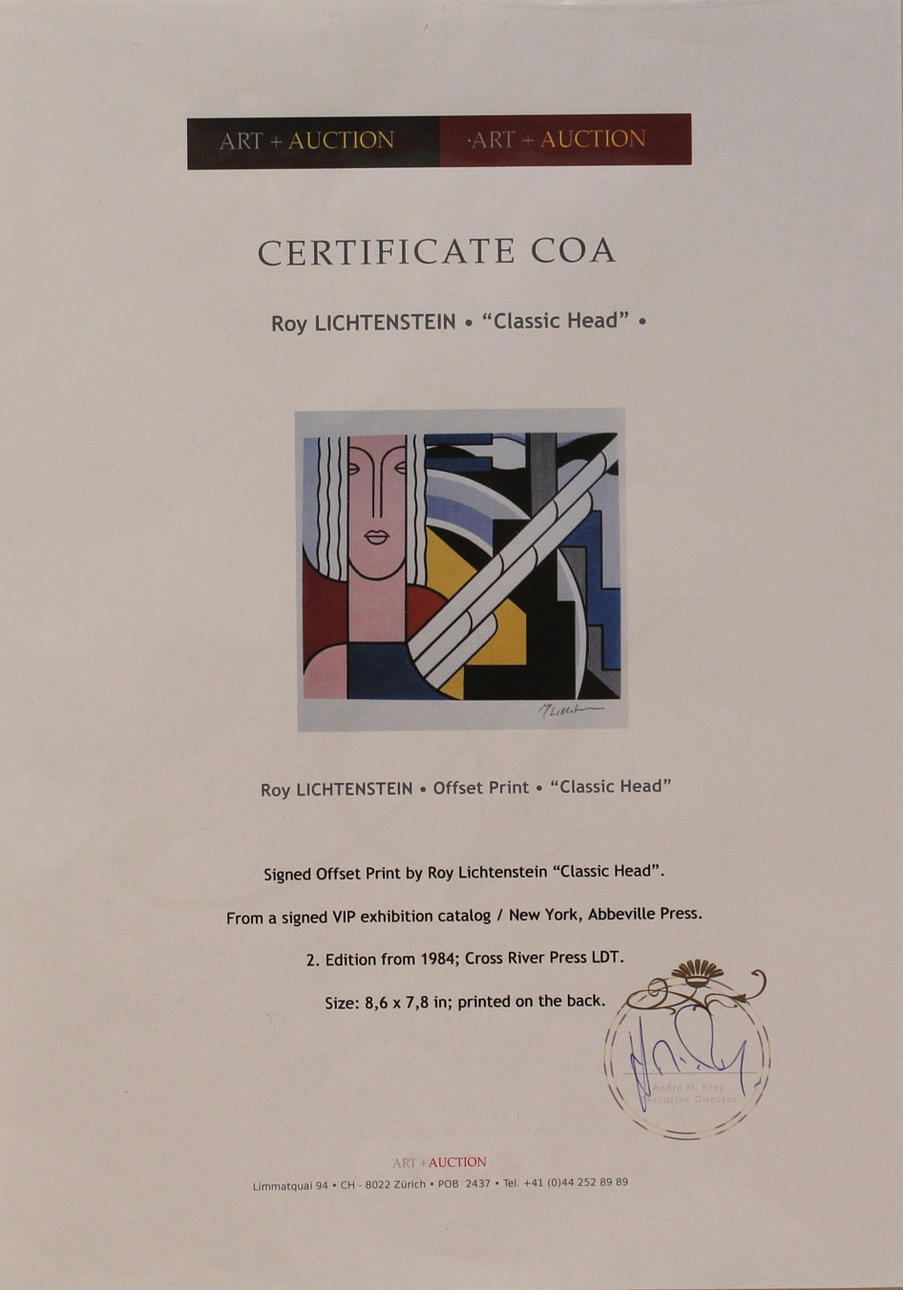 ART + AUCTION ·ART + AUCTION
CERTIFICATE COA
Roy LICHTENSTEIN • “Classic Head” •
Roy LICHTENSTEIN • Offset Print • “Classic Head”
Signed Offset Print by Roy Lichtenstein “Classic Head”.
From a signed VIP exhibition catalog / New York, Abbeville Press.
2. Edition from 1984; Cross River Press LDT.
Size: 8,6 x 7,8 in; printed on the back.
André H. Frey
Executive Director
ART + AUCTION
Limmatquai 94 • CH - 8022 Zürich • POB 2437 • Tel. +41 (0)44 252 89 89